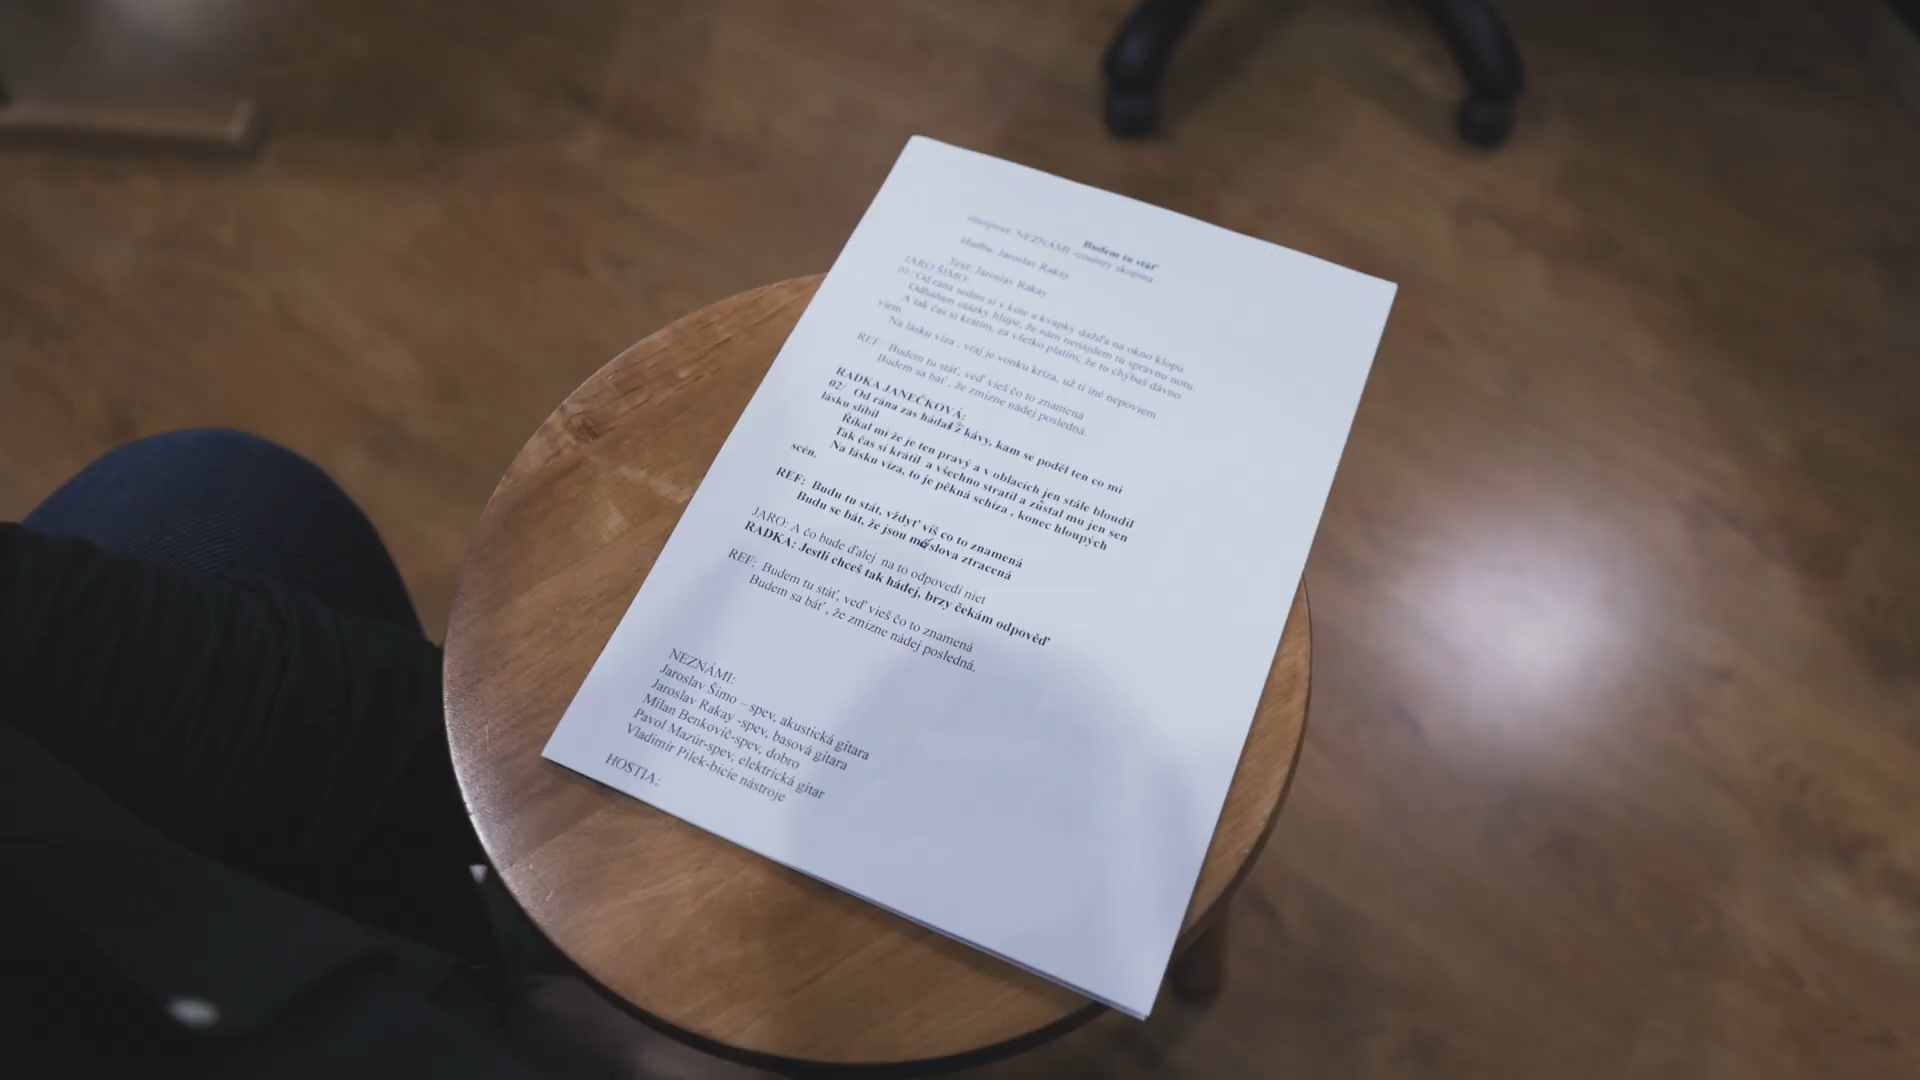 Budem tu stáť
interpret: NEZNÁMI -country skupina
Hudba: Jaroslav Rakay
Text: Jaroslav Rakay
JARO ŠIMO:
01/ Od rána sedím si v kúte a kvapky dažďa na okno klopú
Odháňam otázky hlúpe, že nám nenájdem tú správnu notu.
A tak čas si krátim, za všetko platím, že tu chýbaš dávno
viem.
Na lásku víza , vraj je vonku kríza, už ti iné nepoviem
REF: Budem tu stáť, veď vieš čo to znamená
Budem sa báť , že zmizne nádej posledná.
RADKA JANEČKOVÁ:
02/ Od rána zas hádaš z kávy, kam se poděl ten co mi
lásku slíbil
Říkal mi že je ten pravý a v oblacích jen stále bloudil
Tak čas si krátil a všechno stratil a zůstal mu jen sen
Na lásku víza, to je pěkná schíza , konec hloupých
scén.
REF: Budu tu stát, vždyť víš co to znamená
Budu se bát, že jsou má slova ztracená
JARO: A čo bude ďalej na to odpovedí niet
RADKA: Jestli chceš tak hádej, brzy čekám odpověď
REF: Budem tu stáť, veď vieš čo to znamená
Budem sa báť , že zmizne nádej posledná.
NEZNÁMI:
Jaroslav Šimo – spev, akustická gitara
Jaroslav Rakay -spev, basová gitara
Milan Benkovič-spev, dobro
Pavol Mazúr-spev, elektrická gitar
Vladimír Pilek-bicie nástroje
HOSTIA: